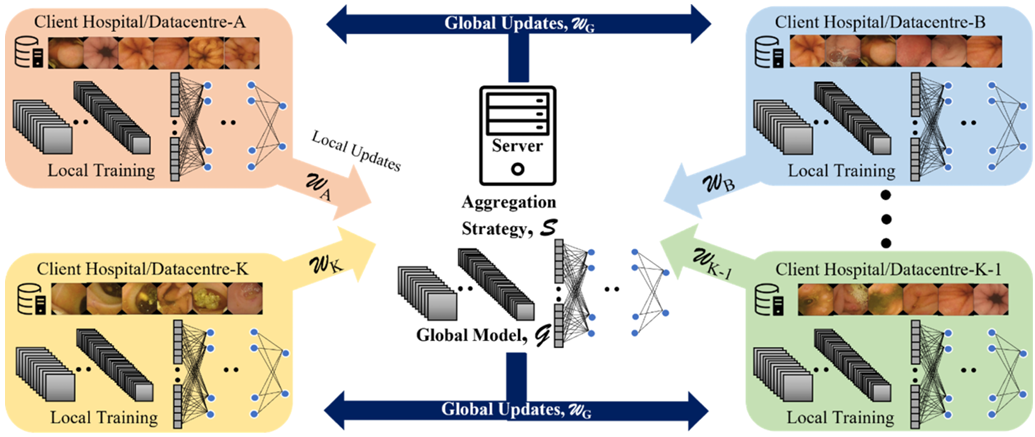 Client Hospital/Datacentre-A
Local Training
𝒲A
Local Updates
Global Updates, 𝒲G
Server
Aggregation
Strategy, 𝒮
Global Model, 𝒢
Global Updates, 𝒲G
Client Hospital/Datacentre-B
Local Training
𝒲B
Client Hospital/Datacentre-K
Local Training
𝒲K
Client Hospital/Datacentre-K-1
Local Training
𝒲K-1